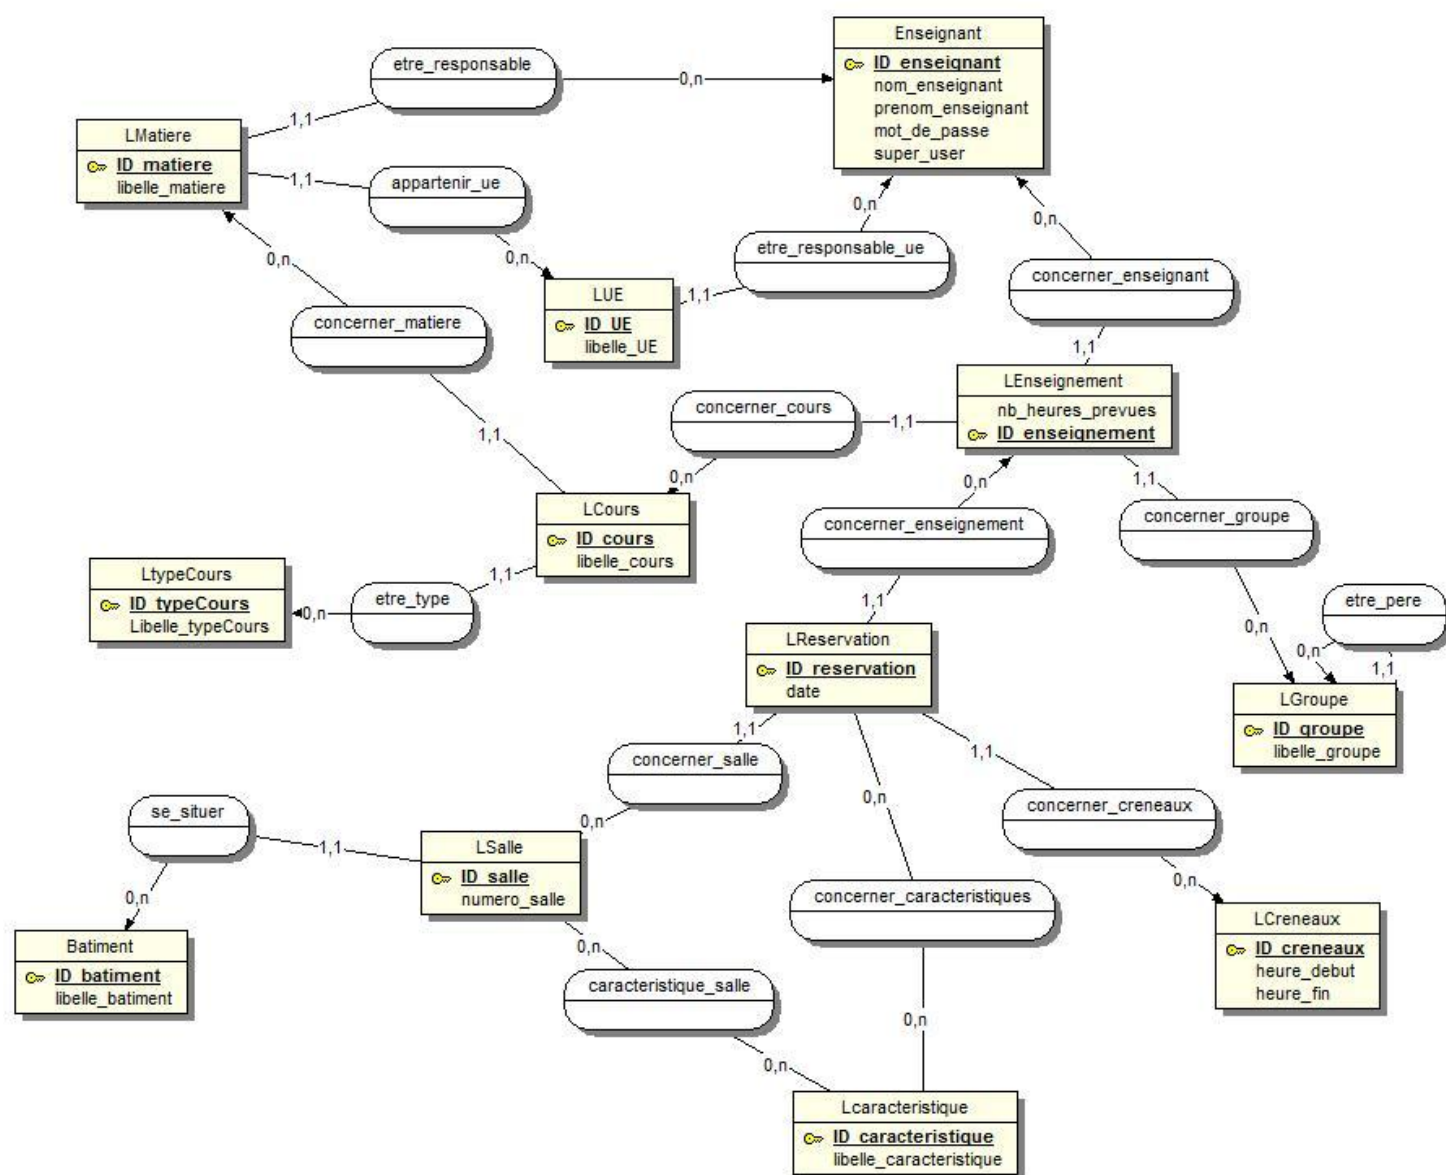 Enseignant
ID_enseignant
nom_enseignant
prenom_enseignant
mot_de_passe
super_user
etre_responsable
0,n
1,1
LMatiere
ID_matiere
libelle_matiere
1,1
appartenir_ue
0,n
0,n
0,n
0,n
etre_responsable_ue
1,1
concerner_enseignant
1,1
LUE
ID_UE
libelle_UE
concerner_matiere
1,1
LEnseignement
nb_heures_prevues
ID_enseignement
concerner_cours
1,1
0,n
0,n
1,1
LCours
ID_cours
libelle_cours
concerner_enseignement
1,1
concerner_groupe
0,n
LtypeCours
ID_typeCours
Libelle_typeCours
0,n
etre_type
1,1
etre_pere
0,n
1,1
LReservation
ID_reservation
date
LGroupe
ID_groupe
libelle_groupe
1,1
concerner_salle
0,n
0,n
1,1
concerner_creneaux
0,n
se_situer
1,1
0,n
LSalle
ID_salle
numero_salle
concerner_caracteristiques
0,n
LCreneaux
ID_creneaux
heure_debut
heure_fin
Batiment
ID_batiment
libelle_batiment
0,n
caracteristique_salle
0,n
Lcaracteristique
ID_caracteristique
libelle_caracteristique